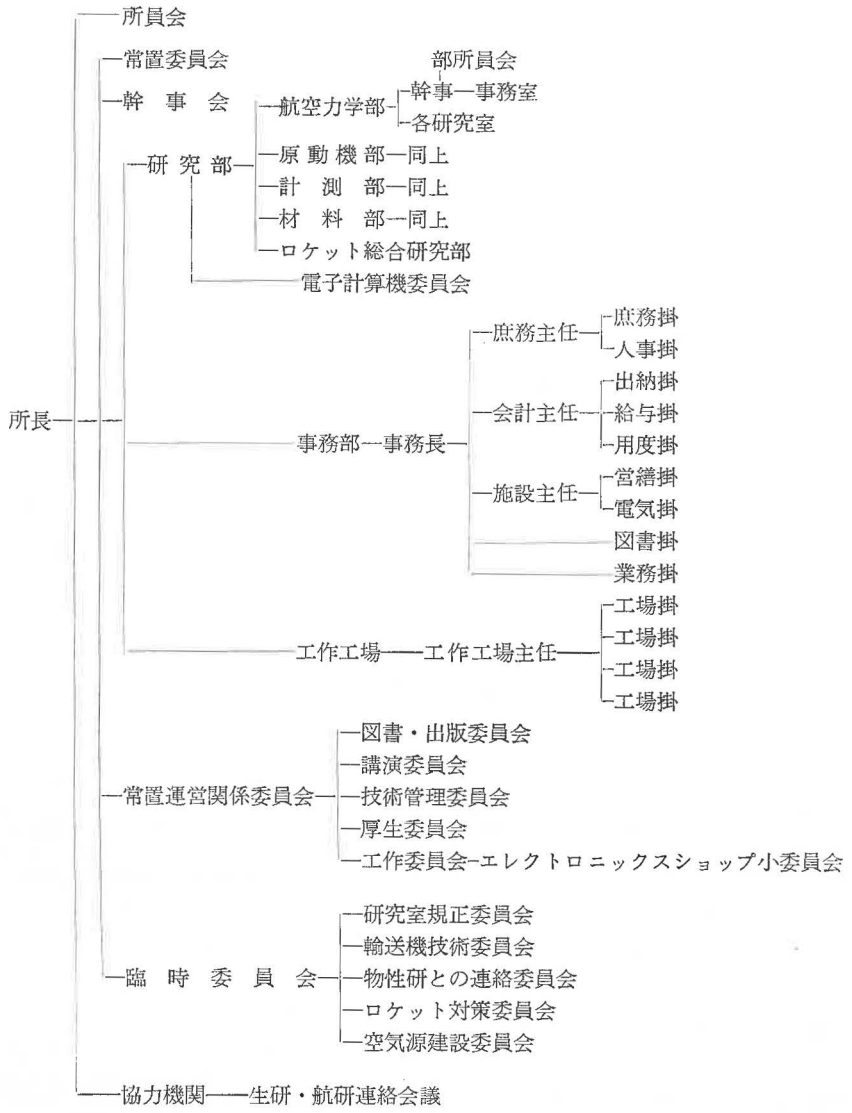 所員会
常置委員会
部所員会
幹事会
航空力学部 幹事 事務室
各研究室
研究部 原動機部 同上
計測部 同上
材料部 同上
ロケット総合研究部
電子計算機委員会
庶務主任 庶務掛
人事掛
出納掛
所長 会計主任 給与掛
事務部 事務長 用度掛
施設主任 営繕掛
電気掛
図書掛
業務掛
工場掛
工作工場 工作工場主任 工場掛
工場掛
工場掛
図書・出版委員会
講演委員会
常置運営関係委員会 技術管理委員会
厚生委員会
工作委員会 エレクトロニックスショップ小委員会
研究室規正委員会
輸送機技術委員会
臨時委員会 物性研との連絡委員会
ロケット対策委員会
空気源建設委員会
協力機関 生研・航研連絡会議